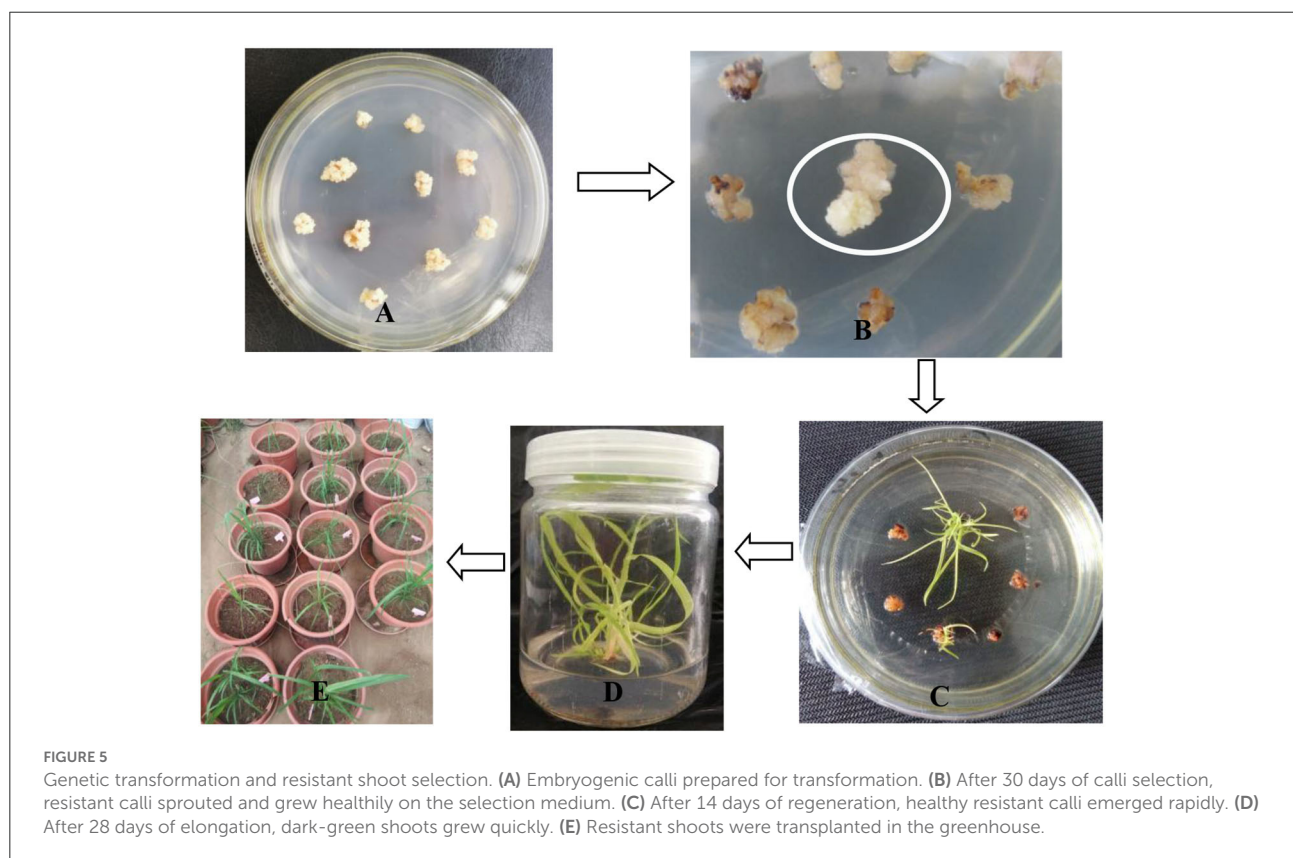 A
B
E
D
C
FIGURE 5
Genetic transformation and resistant shoot selection. (A) Embryogenic calli prepared for transformation. (B) After 30 days of calli selection,
resistant calli sprouted and grew healthily on the selection medium. (C) After 14 days of regeneration, healthy resistant calli emerged rapidly. (D)
After 28 days of elongation, dark-green shoots grew quickly. (E) Resistant shoots were transplanted in the greenhouse.